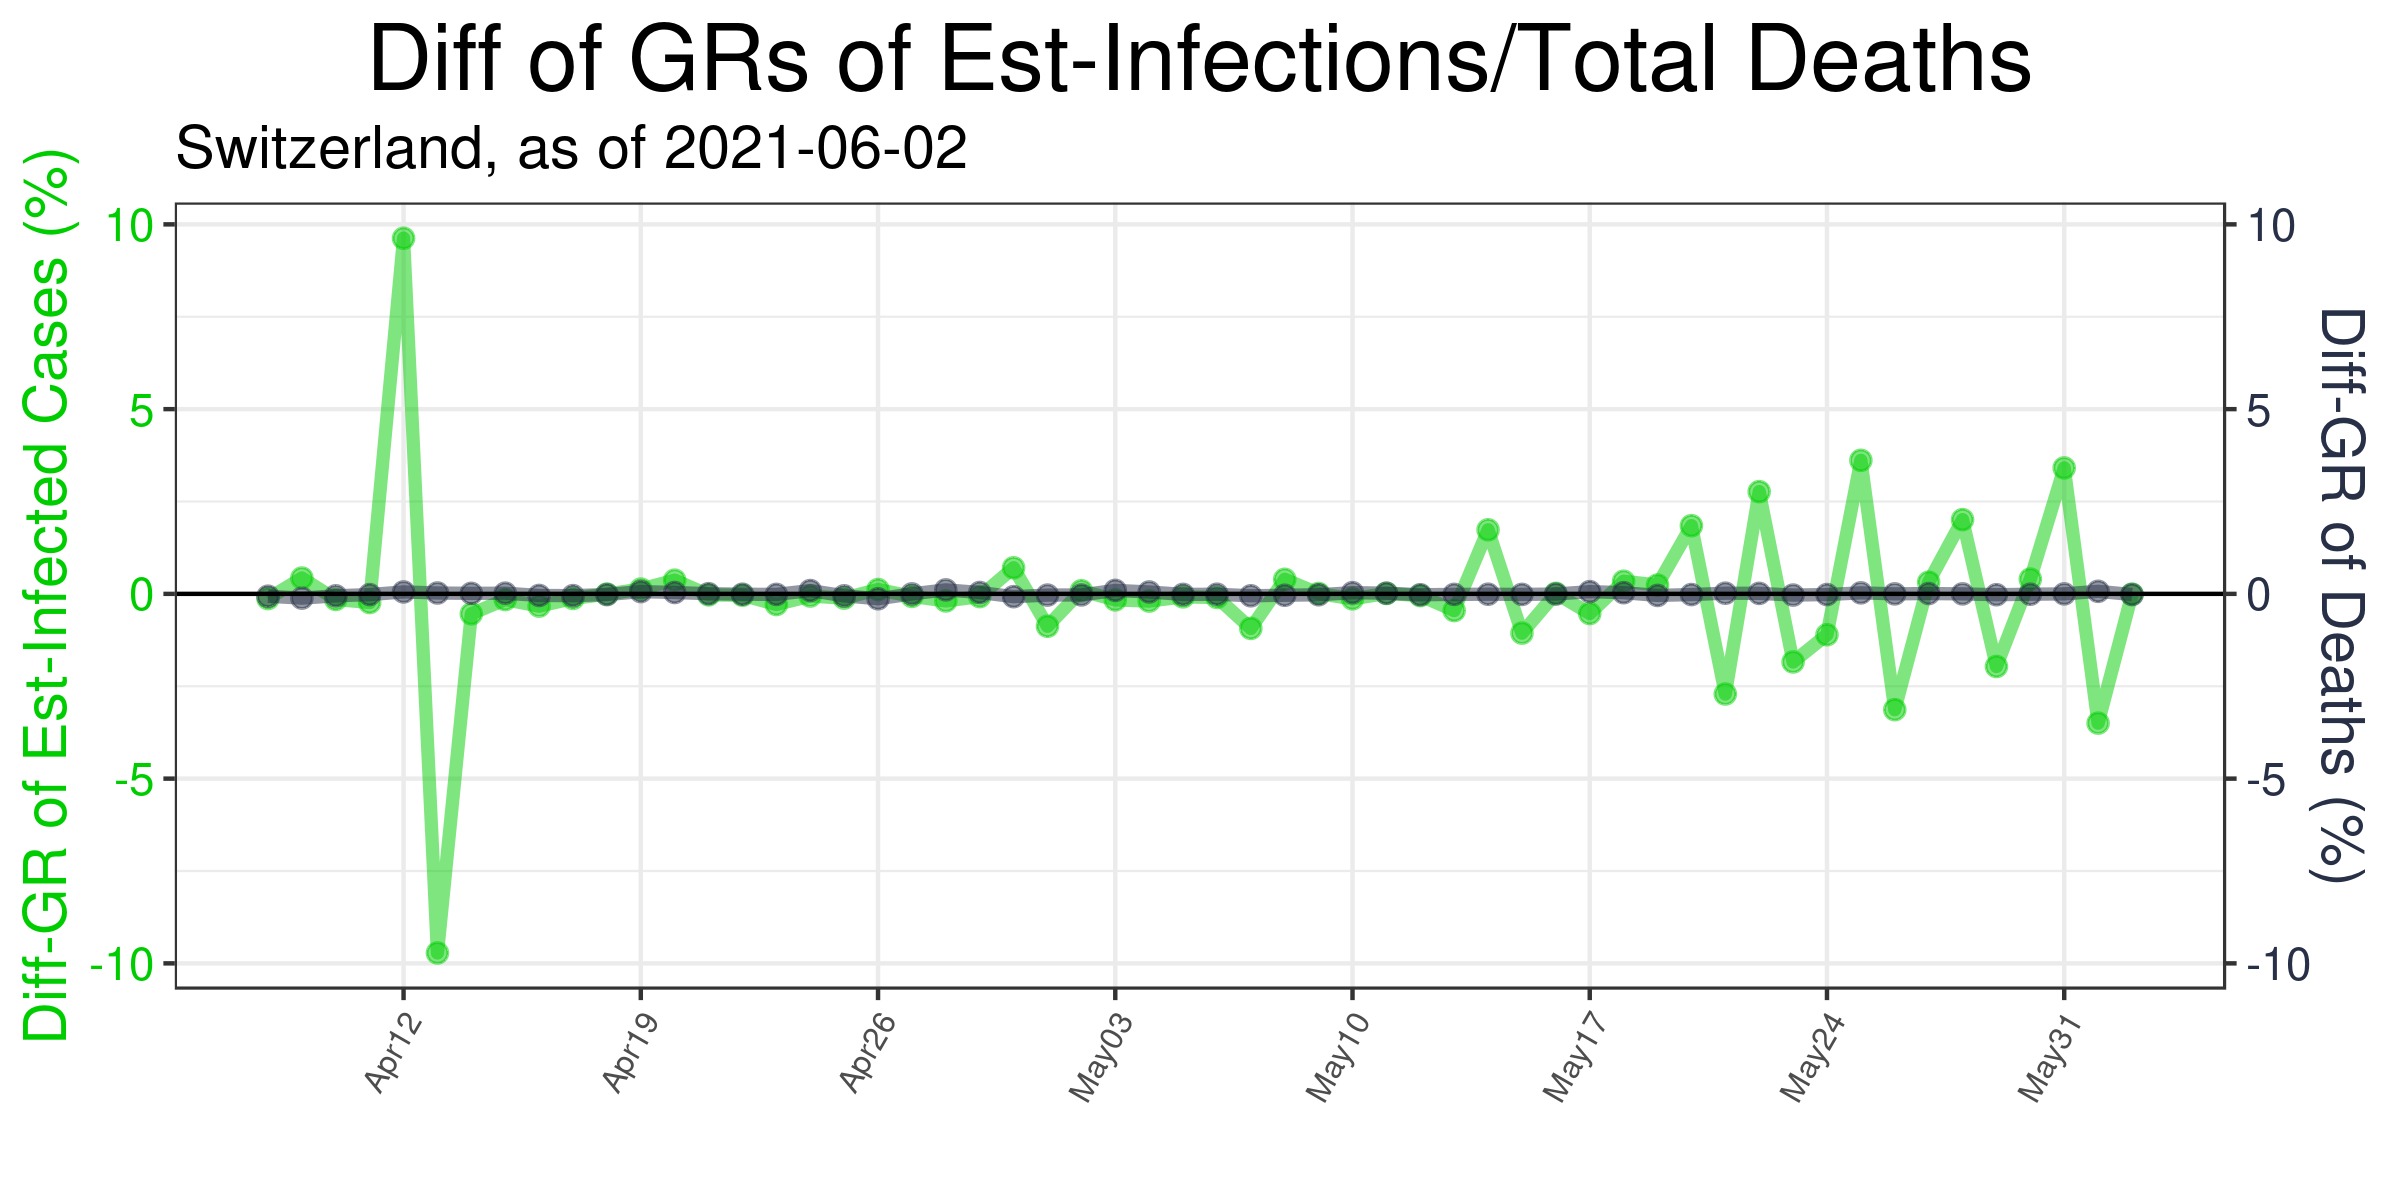 Diff of GRs of Est-Infections/Total Deaths
Switzerland, as of 2021-06-02
Diff-GR of Est-Infected Cases (%)
10
5
0
-5
-10
10
5
0
-5
-10
Diff-GR of Deaths (%)
Apr12
Apr19
Apr26
May03
May10
May17
May24
May31